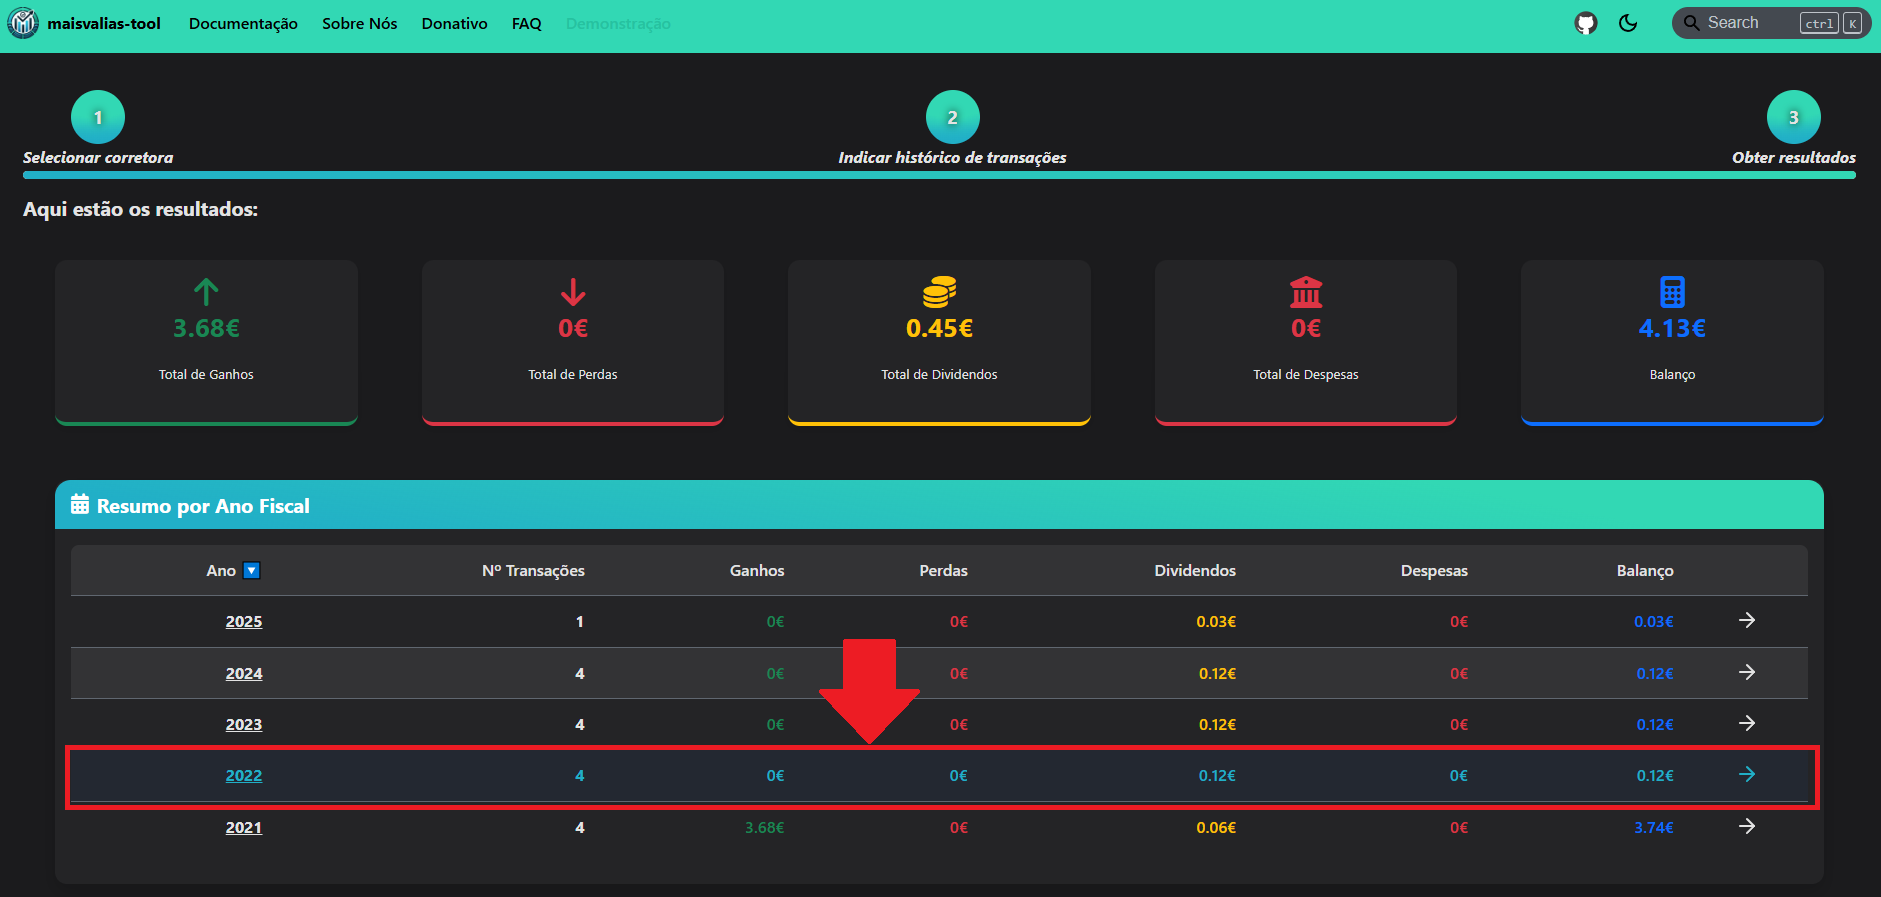 maisvalias-tool Documentação Sobre Nós Donativo FAQ Demonstração Search ctrl K
1 2 3
Selecionar corretora Indicar histórico de transações Obter resultados
Aqui estão os resultados:
3.68€ 0€ 0.45€ 0€ 4.13€
Total de Ganhos Total de Perdas Total de Dividendos Total de Despesas Balanço
Resumo por Ano Fiscal
Ano Nº Transações Ganhos Perdas Dividendos Despesas Balanço
2025 1 0€ 0€ 0.03€ 0€ 0.03€
2024 4 0€ 0€ 0.12€ 0€ 0.12€
2023 4 0€ 0€ 0.12€ 0€ 0.12€
2022 4 0€ 0€ 0.12€ 0€ 0.12€
2021 4 3.68€ 0€ 0.06€ 0€ 3.74€